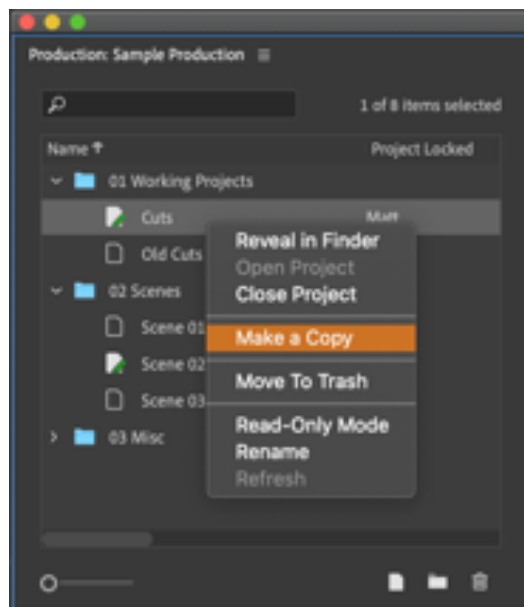 Production: Sample Production
1 of 8 items selected
Name
Project Locked
01 Working Projects
Cuts
Matt
Old Cuts
02 Scenes
Scene 01
Scene 02
Scene 03
03 Misc
Reveal in Finder
Open Project
Close Project
Make a Copy
Move To Trash
Read-Only Mode
Rename
Refresh